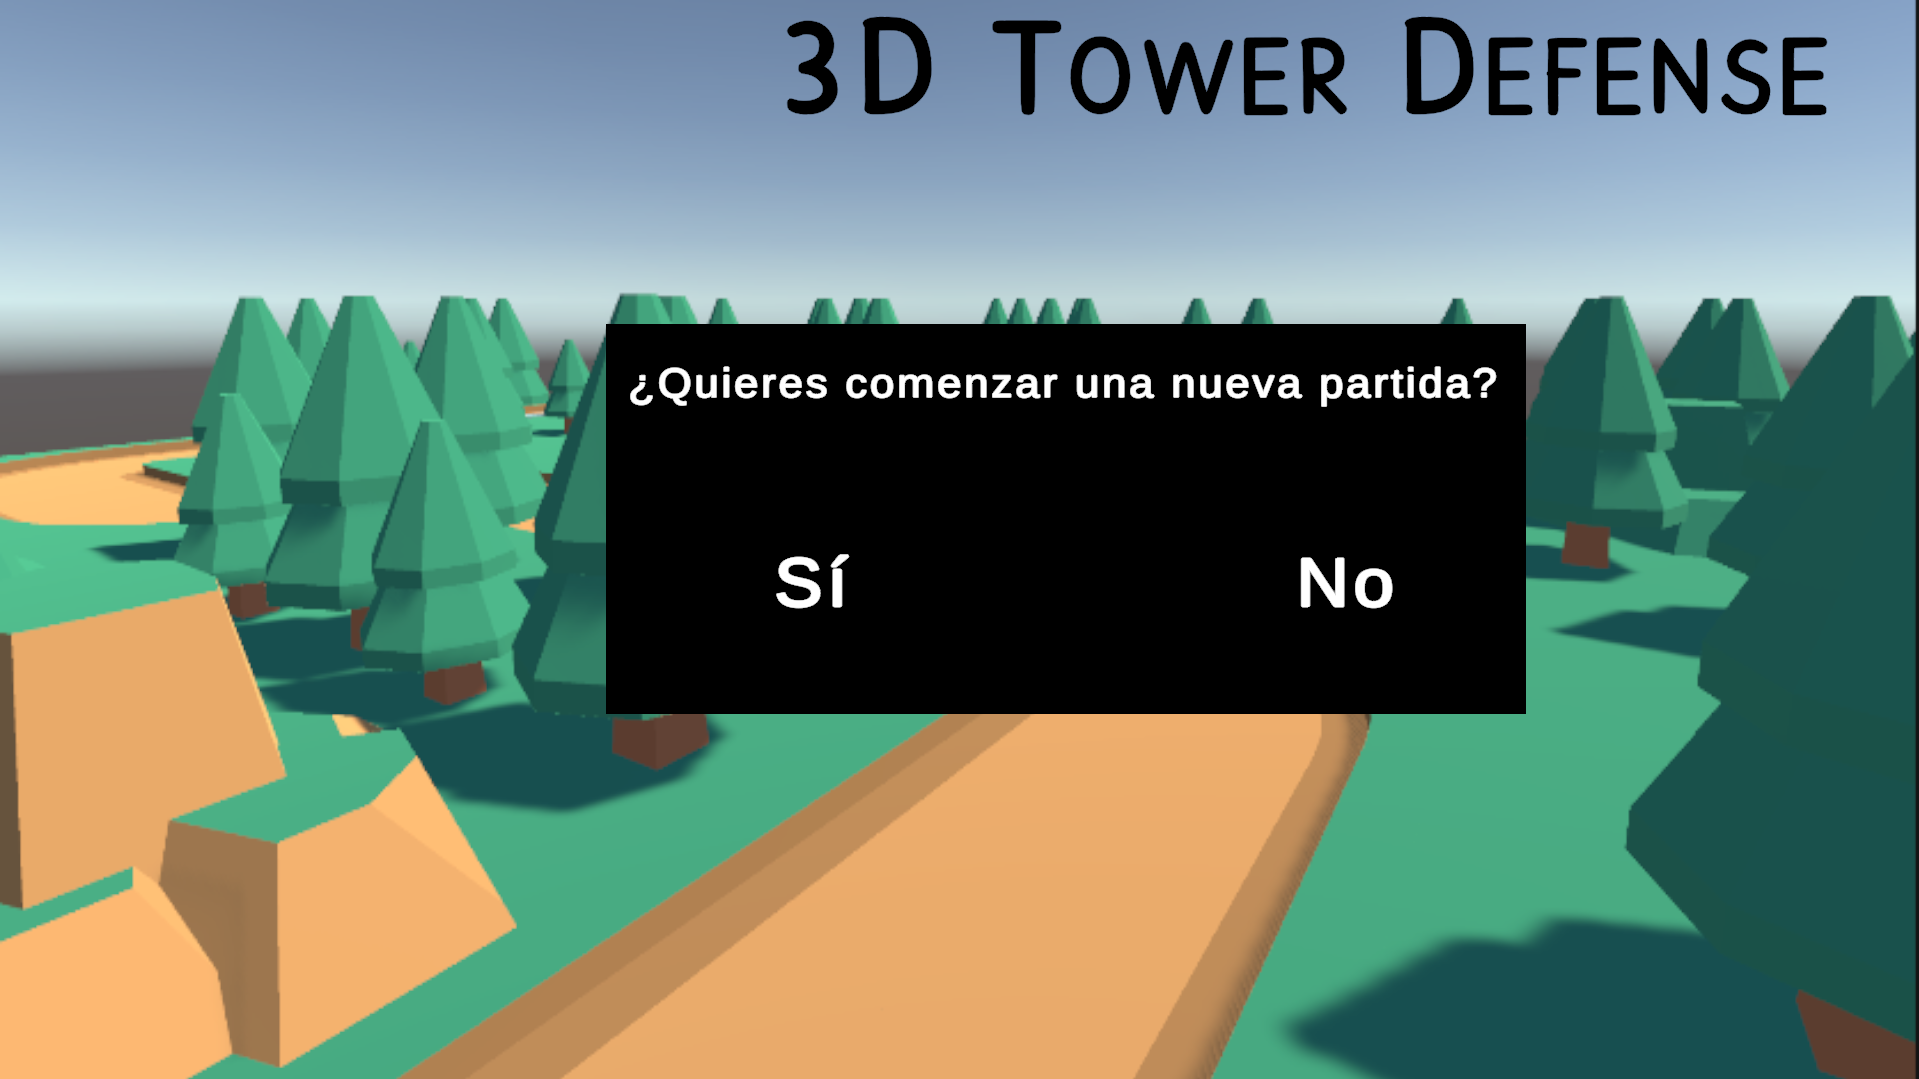 3D Tower Defense
¿Quieres comenzar una nueva partida?
Sí No